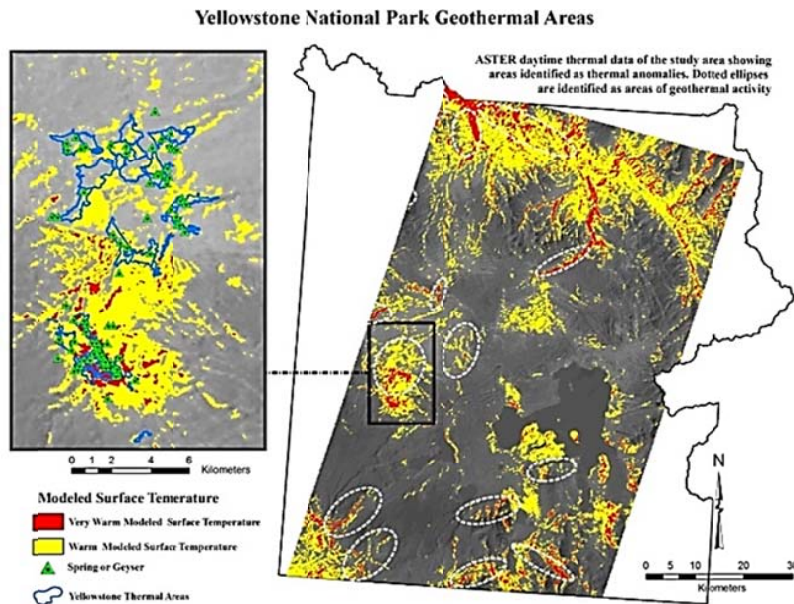 Yellowstone National Park Geothermal Areas
ASTER daytime thermal data of the study area showing
areas identified as thermal anomalies. Dotted ellipses
are identified as areas of geothermal activity
0 1 2 4 6
Kilometers
Modeled Surface Temerature
Very Warm Modeled Surface Temperature
Warm Modeled Surface Temperature
Spring or Geyser
Yellowstone Thermal Areas
N
0 5 10 20 30
Kilometers